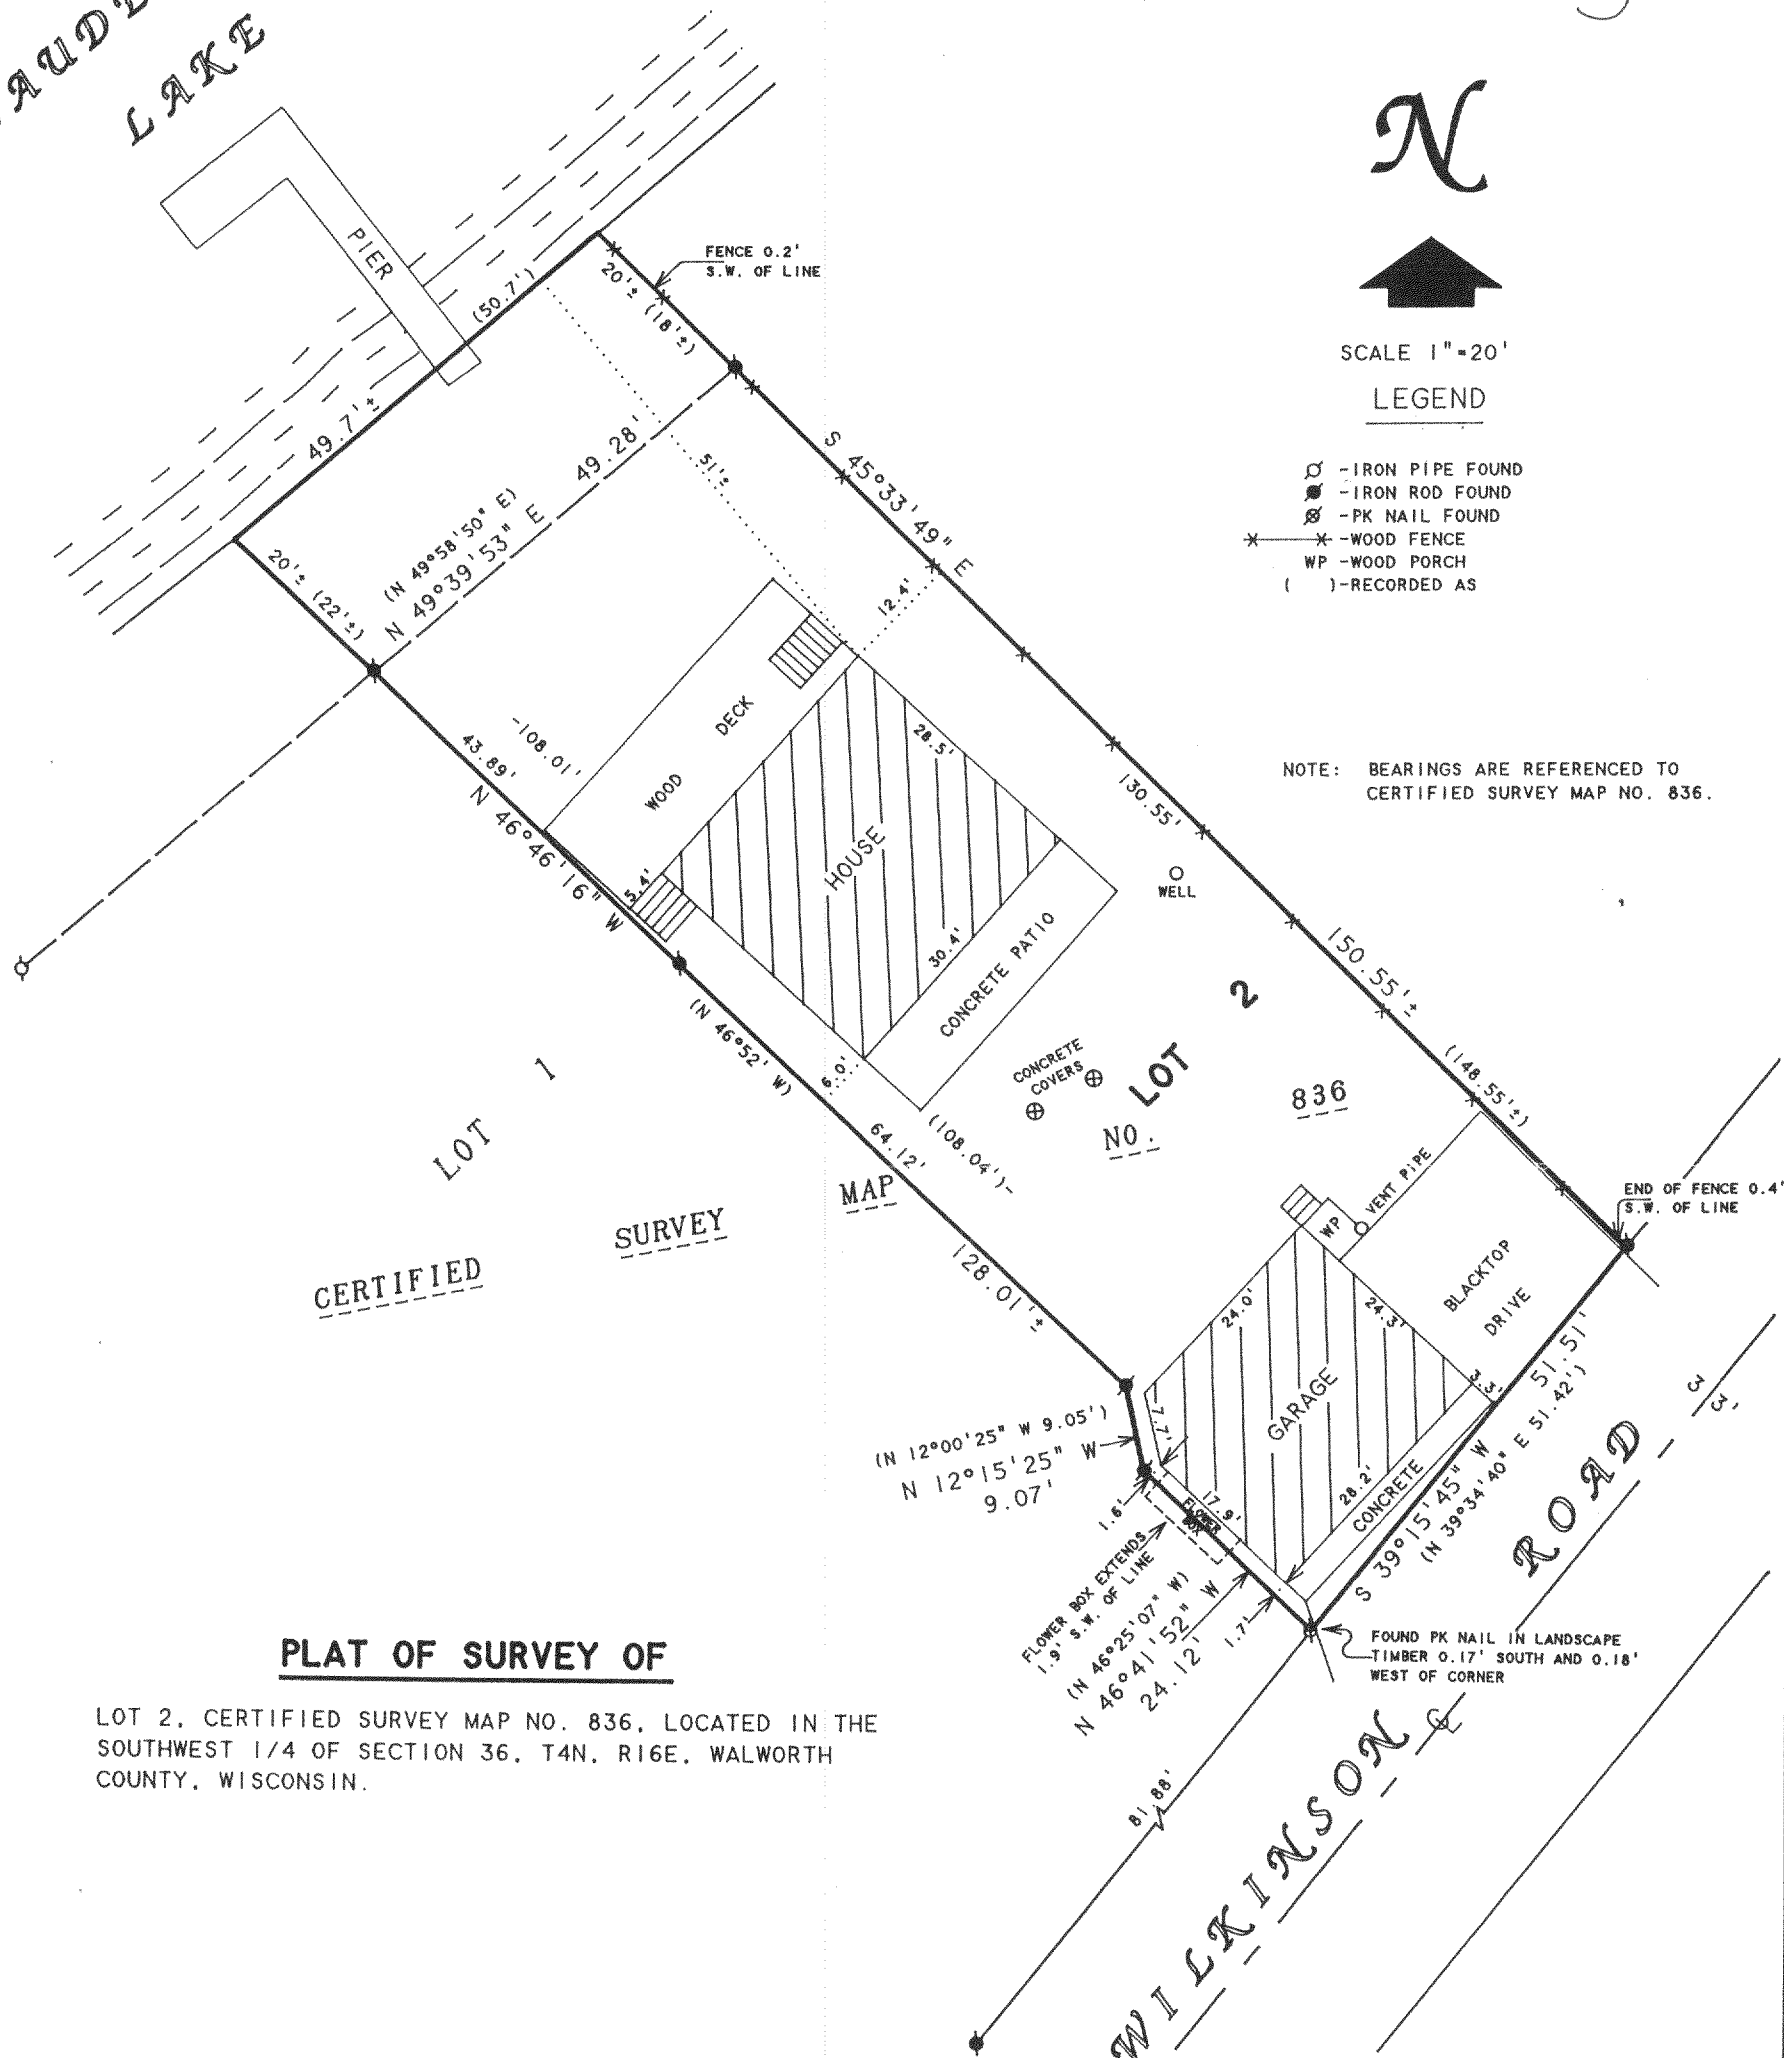 LAKE
PIER
(50.7')
49.7'±
FENCE 0.2'
S.W. OF LINE
20'± (18'±)
N
SCALE 1"=20'
LEGEND
-IRON PIPE FOUND
-IRON ROD FOUND
-PK NAIL FOUND
-WOOD FENCE
WP -WOOD PORCH
( )-RECORDED AS
49.28'
(N 49°58'50" E)
N 49°39'53" E
20'± (22'±)
51'±
S 45°33'49" E
12.4'
NOTE: BEARINGS ARE REFERENCED TO
CERTIFIED SURVEY MAP NO. 836.
-108.01'
43.89'
N 46°46'16" W
WOOD DECK
28.5'
HOUSE
5.4'
30.4'
CONCRETE PATIO
130.55'
WELL
150.55'±
(148.55'±)
(N 46°52' W)
6.0'
64.12'
(108.04')-
128.01'±
CONCRETE
COVERS
LOT 2
LOT 1
CERTIFIED SURVEY MAP NO. 836
VENT PIPE
WP
END OF FENCE 0.4'
S.W. OF LINE
BLACKTOP
DRIVE
24.0'
24.3'
GARAGE
3.3'
7.7'
17.9'
28.2'
CONCRETE
FLOWER
BOX
51.51'
S 39°15'45" W
(N 39°34'40" E 51.42')
33'
(N 12°00'25" W 9.05')
N 12°15'25" W
9.07'
1.6'
FLOWER BOX EXTENDS
1.9' S.W. OF LINE
(N 46°25'07" W)
N 46°41'52" W
24.12'
1.7'
FOUND PK NAIL IN LANDSCAPE
TIMBER 0.17' SOUTH AND 0.18'
WEST OF CORNER
81.88'
WILKINSON ROAD
CL
PLAT OF SURVEY OF
LOT 2, CERTIFIED SURVEY MAP NO. 836, LOCATED IN THE
SOUTHWEST 1/4 OF SECTION 36, T4N, R16E, WALWORTH
COUNTY, WISCONSIN.